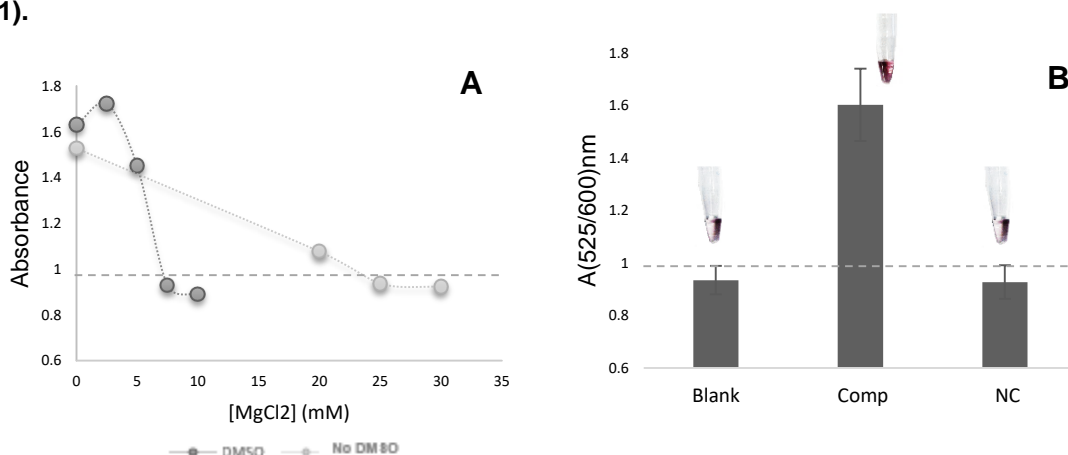 1).
A
1.8
1.6
1.4
1.2
1
0.8
0.6
Absorbance
0 5 10 15 20 25 30 35
[MgCl2] (mM)
DMSO No DMSO
B
1.8
1.6
1.4
1.2
1
0.8
0.6
A(525/600)nm
Blank Comp NC